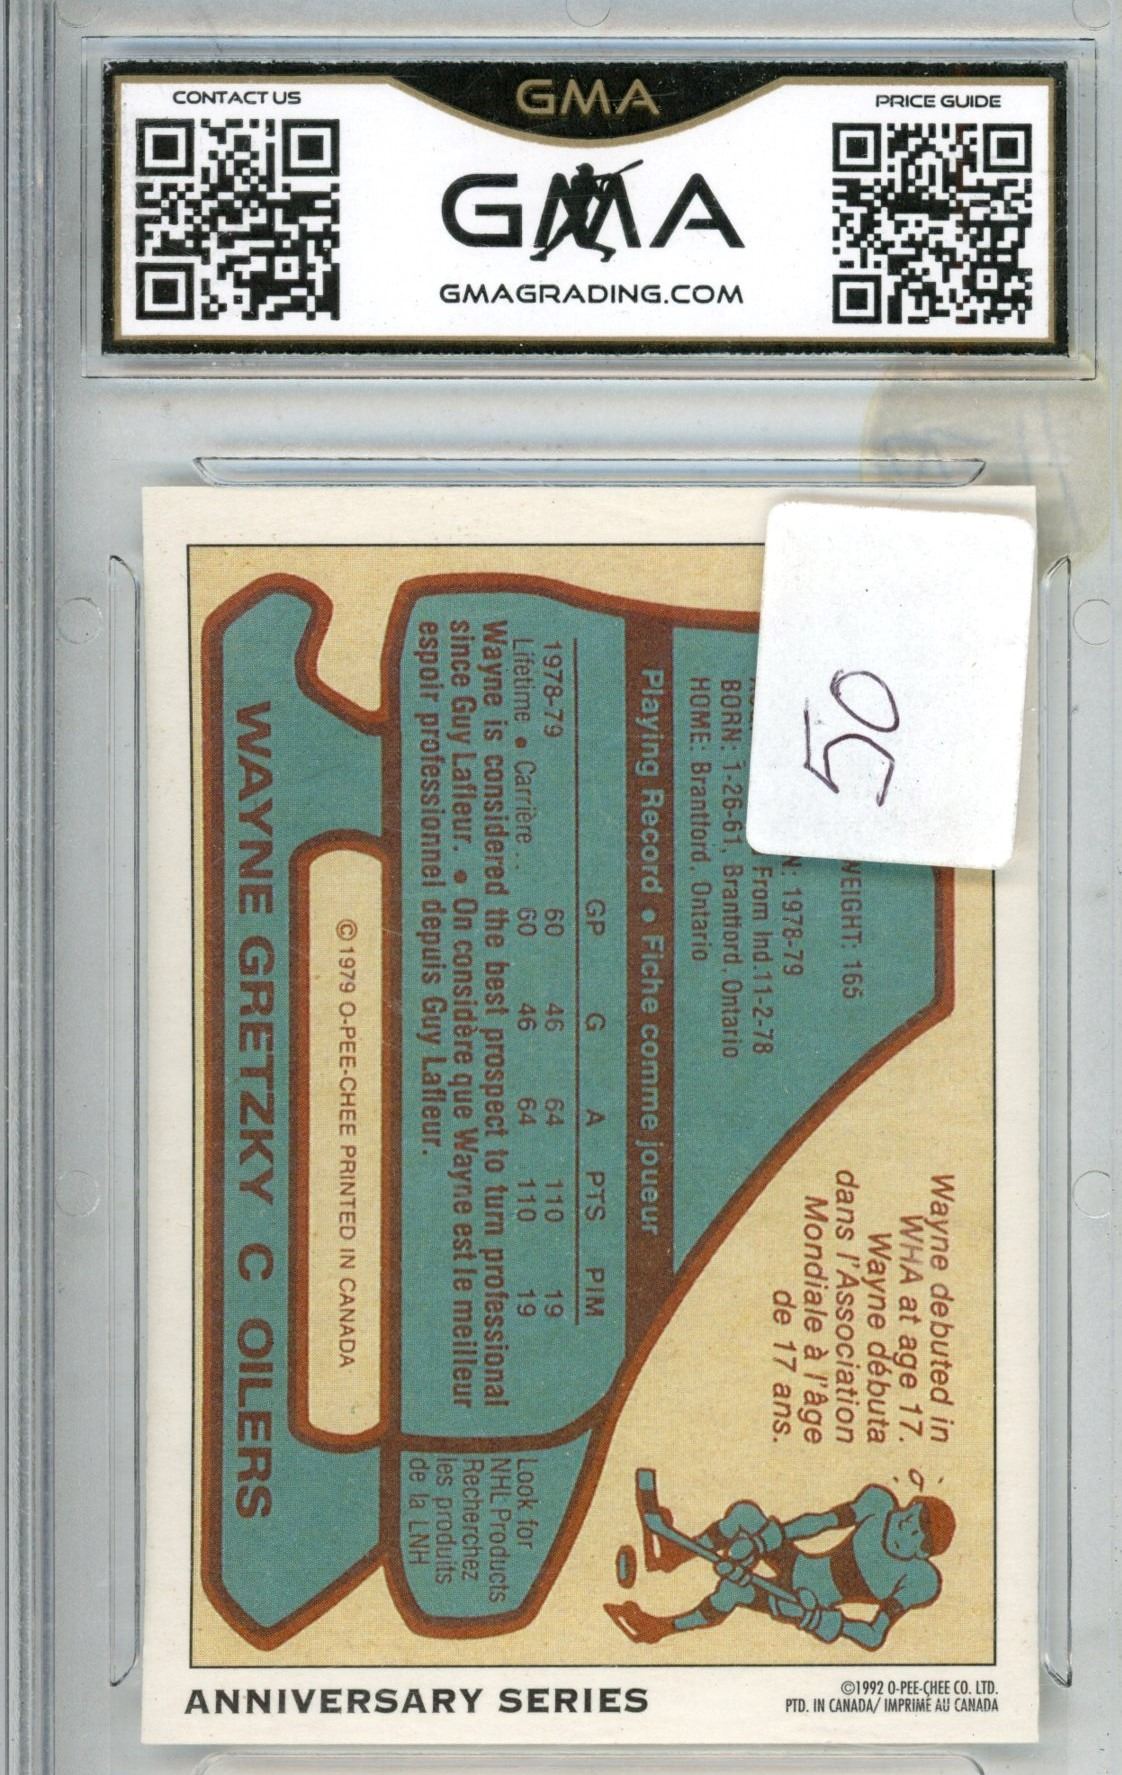 CONTACT US
GMA
PRICE GUIDE
GMA
GMAGRADING.COM
50
WEIGHT: 165
N: 1978-79
From Ind.11-2-78
BORN: 1-26-61, Brantford, Ontario
HOME: Brantford, Ontario
Playing Record • Fiche comme joueur
GP G A PTS PIM
1978-79 60 46 64 110 19
Lifetime • Carrière... 60 46 64 110 19
Wayne is considered the best prospect to turn professional
since Guy Lafleur. • On considère que Wayne est le meilleur
espoir professionnel depuis Guy Lafleur.
Wayne debuted in
WHA at age 17.
Wayne débuta
dans l'Association
Mondiale à l'âge
de 17 ans.
Look for
NHL Products
Recherchez
les produits
de la LNH
©1979 O-PEE-CHEE PRINTED IN CANADA
WAYNE GRETZKY C OILERS
ANNIVERSARY SERIES
©1992 O-PEE-CHEE CO. LTD.
PTD. IN CANADA/ IMPRIMÉ AU CANADA